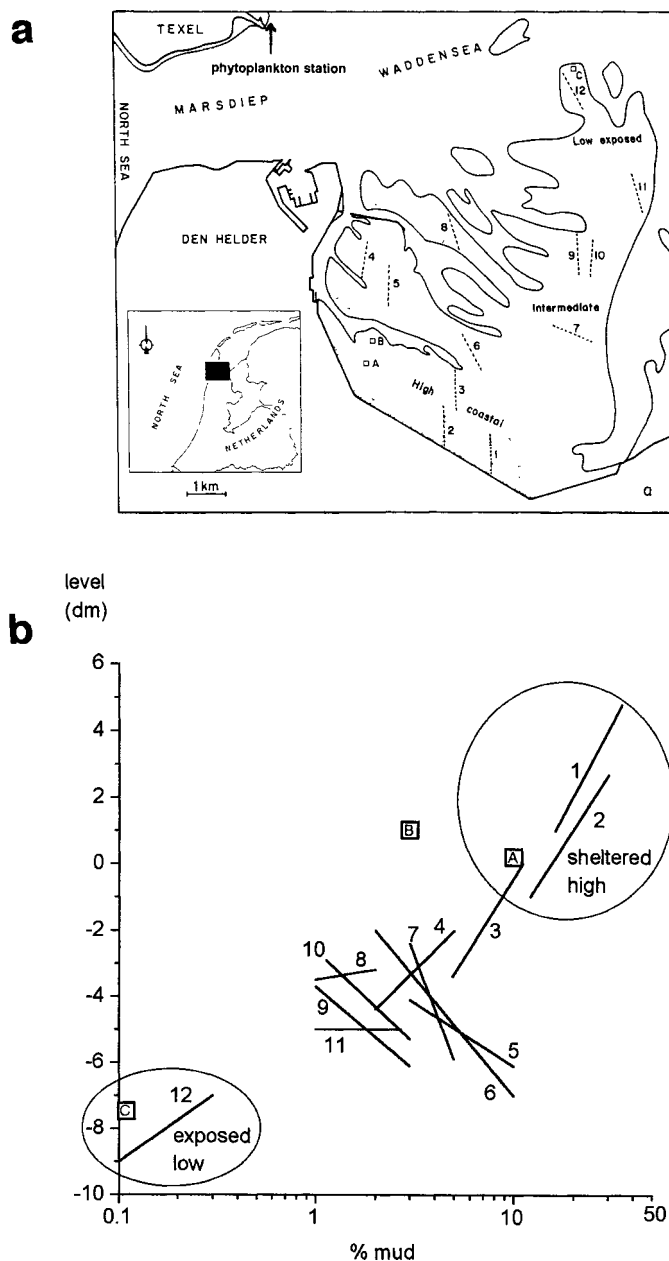 a
TEXEL
phytoplankton station
WADDENSEA
MARSDIEP
NORTH SEA
DEN HELDER
C
12
Low exposed
11
8
9
10
4
5
Intermediate
7
6
B
A
3
High coastal
2
1
NORTH SEA
NETHERLANDS
1 km
a
level
(dm)
b
6
4
2
0
-2
-4
-6
-8
-10
1
2
B
A
sheltered
high
3
4
7
10
8
9
11
5
6
12
C
exposed
low
0.1
1
10
50
% mud